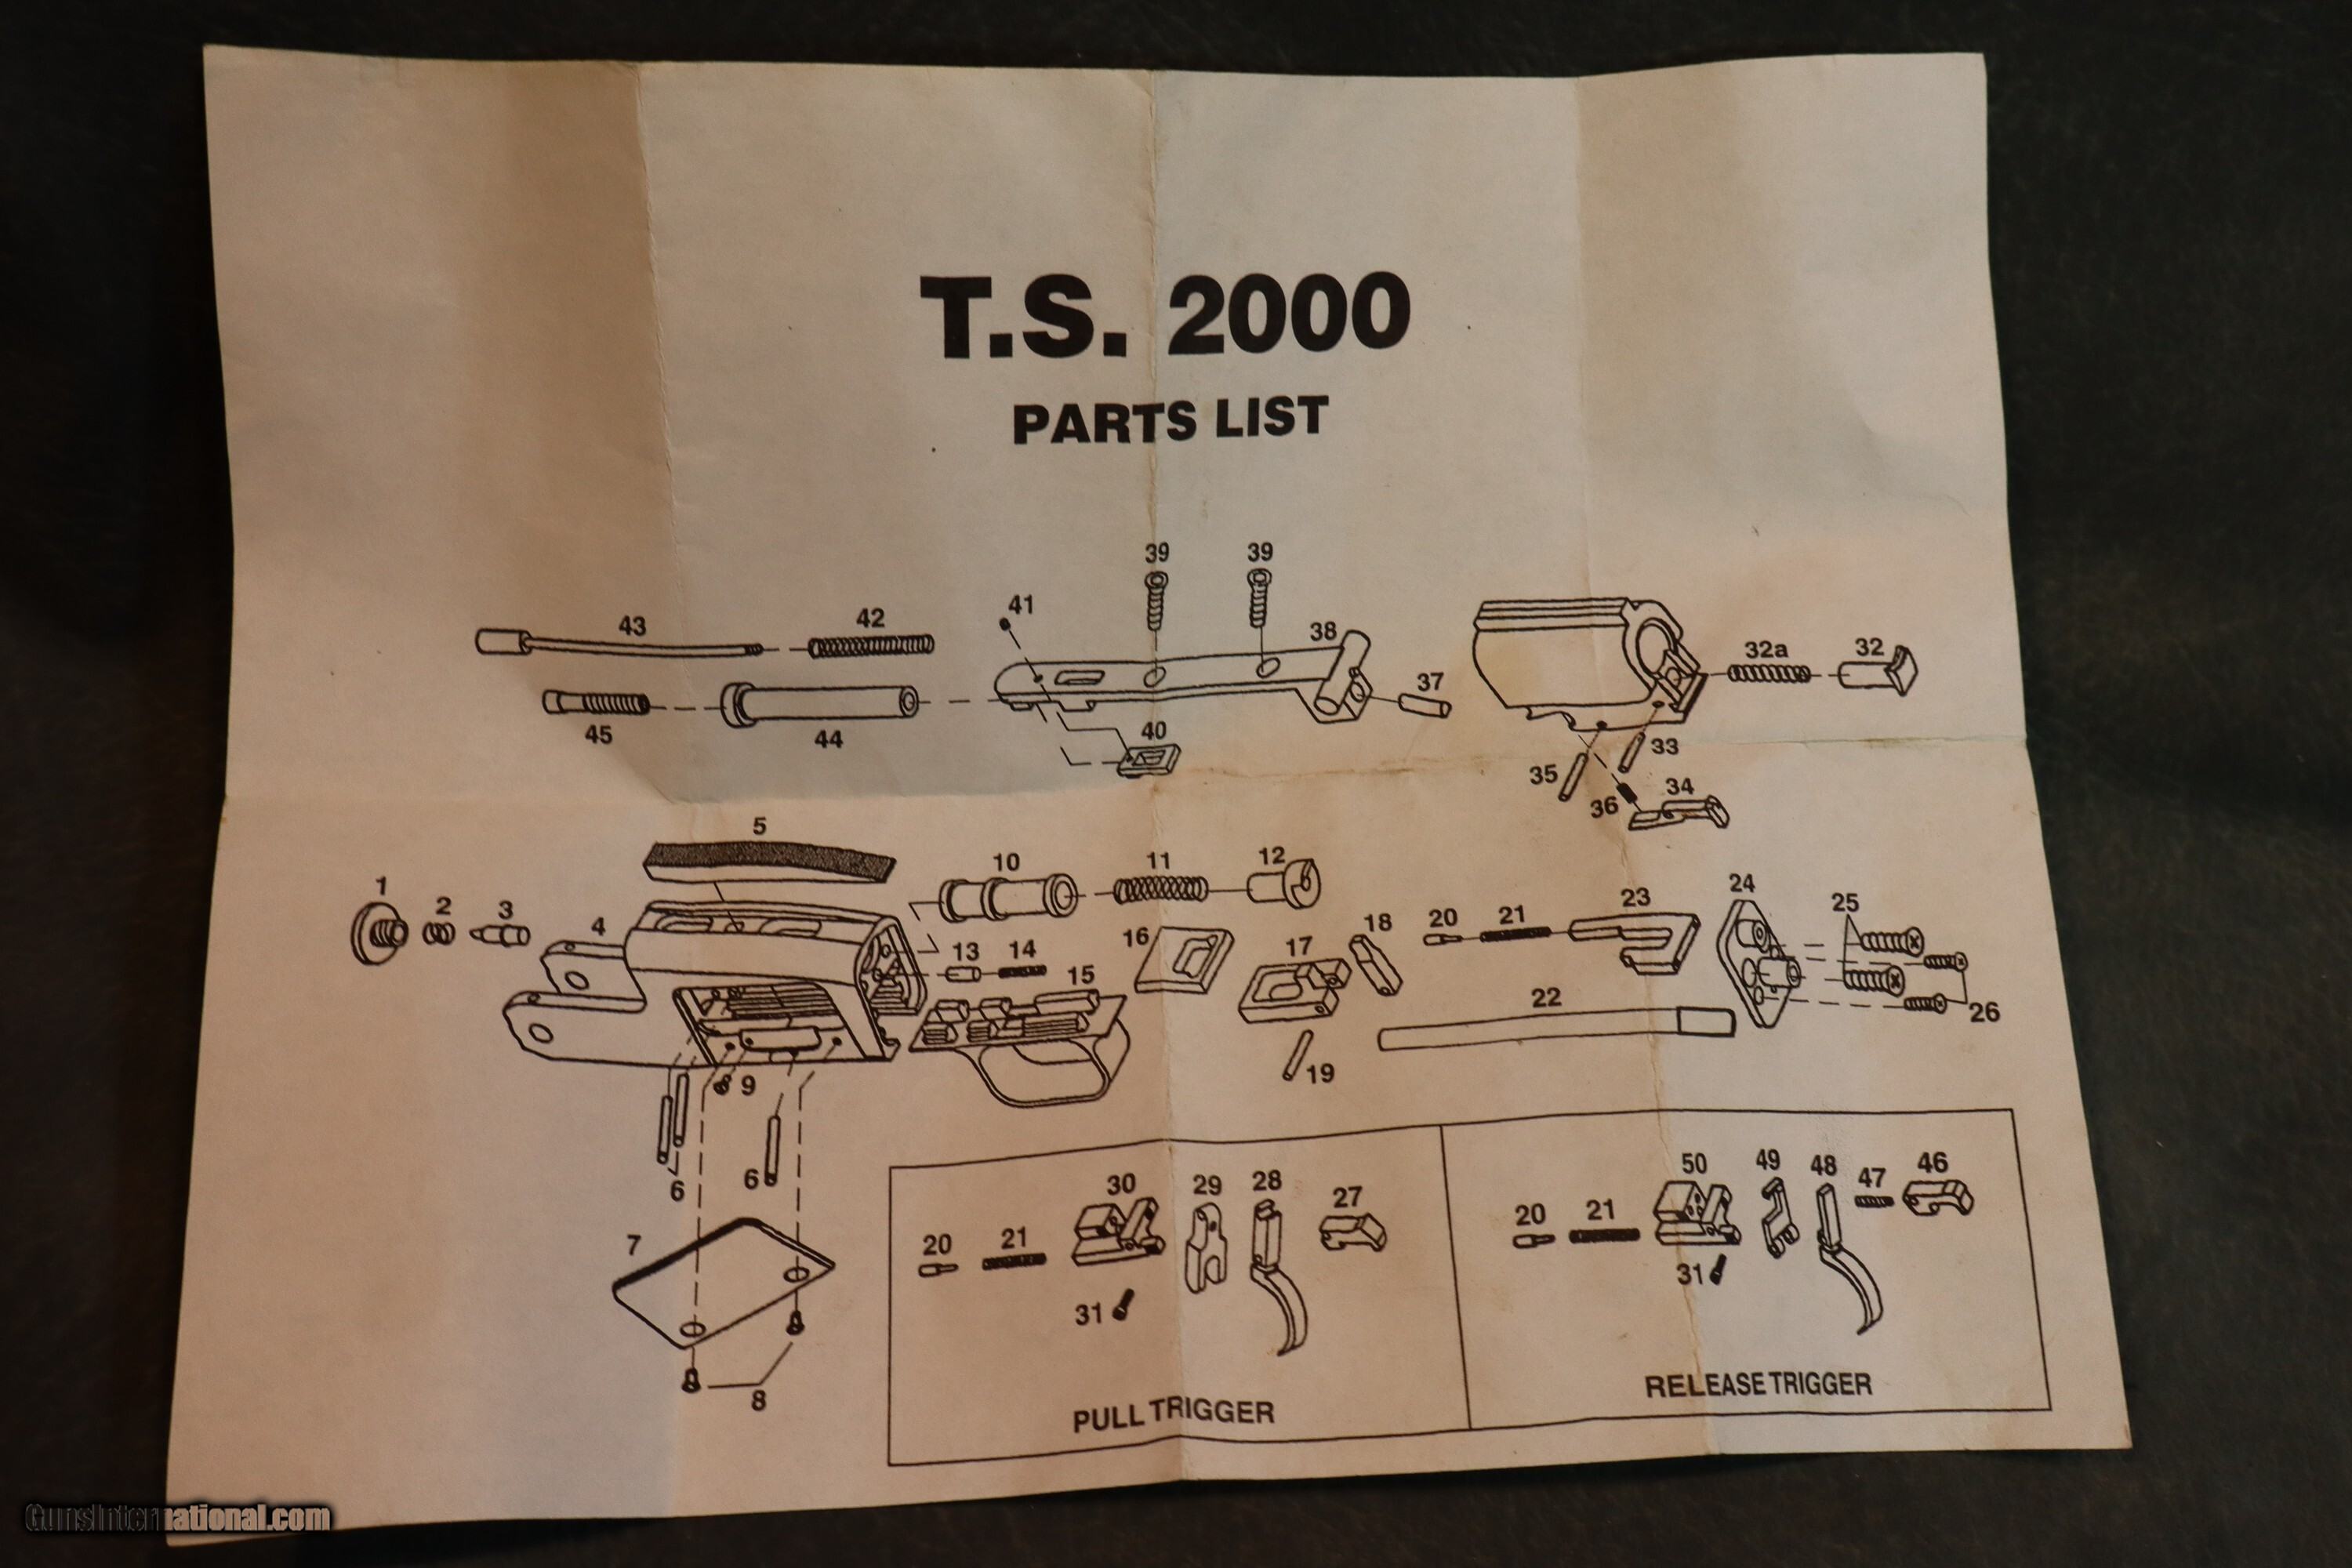 T.S. 2000
PARTS LIST
39 39
41
43 42 38
32a 32
37
45 44 40
33
35
34
36
5
10 11 12
1 2 3 4
13 14 15
16 17 18
20 21 23 24 25
22
26
19
9
6 6
7
8
30 29 28 27
20 21
31
PULL TRIGGER
50 49 48 47 46
20 21
31
RELEASE TRIGGER
GunsInternational.com